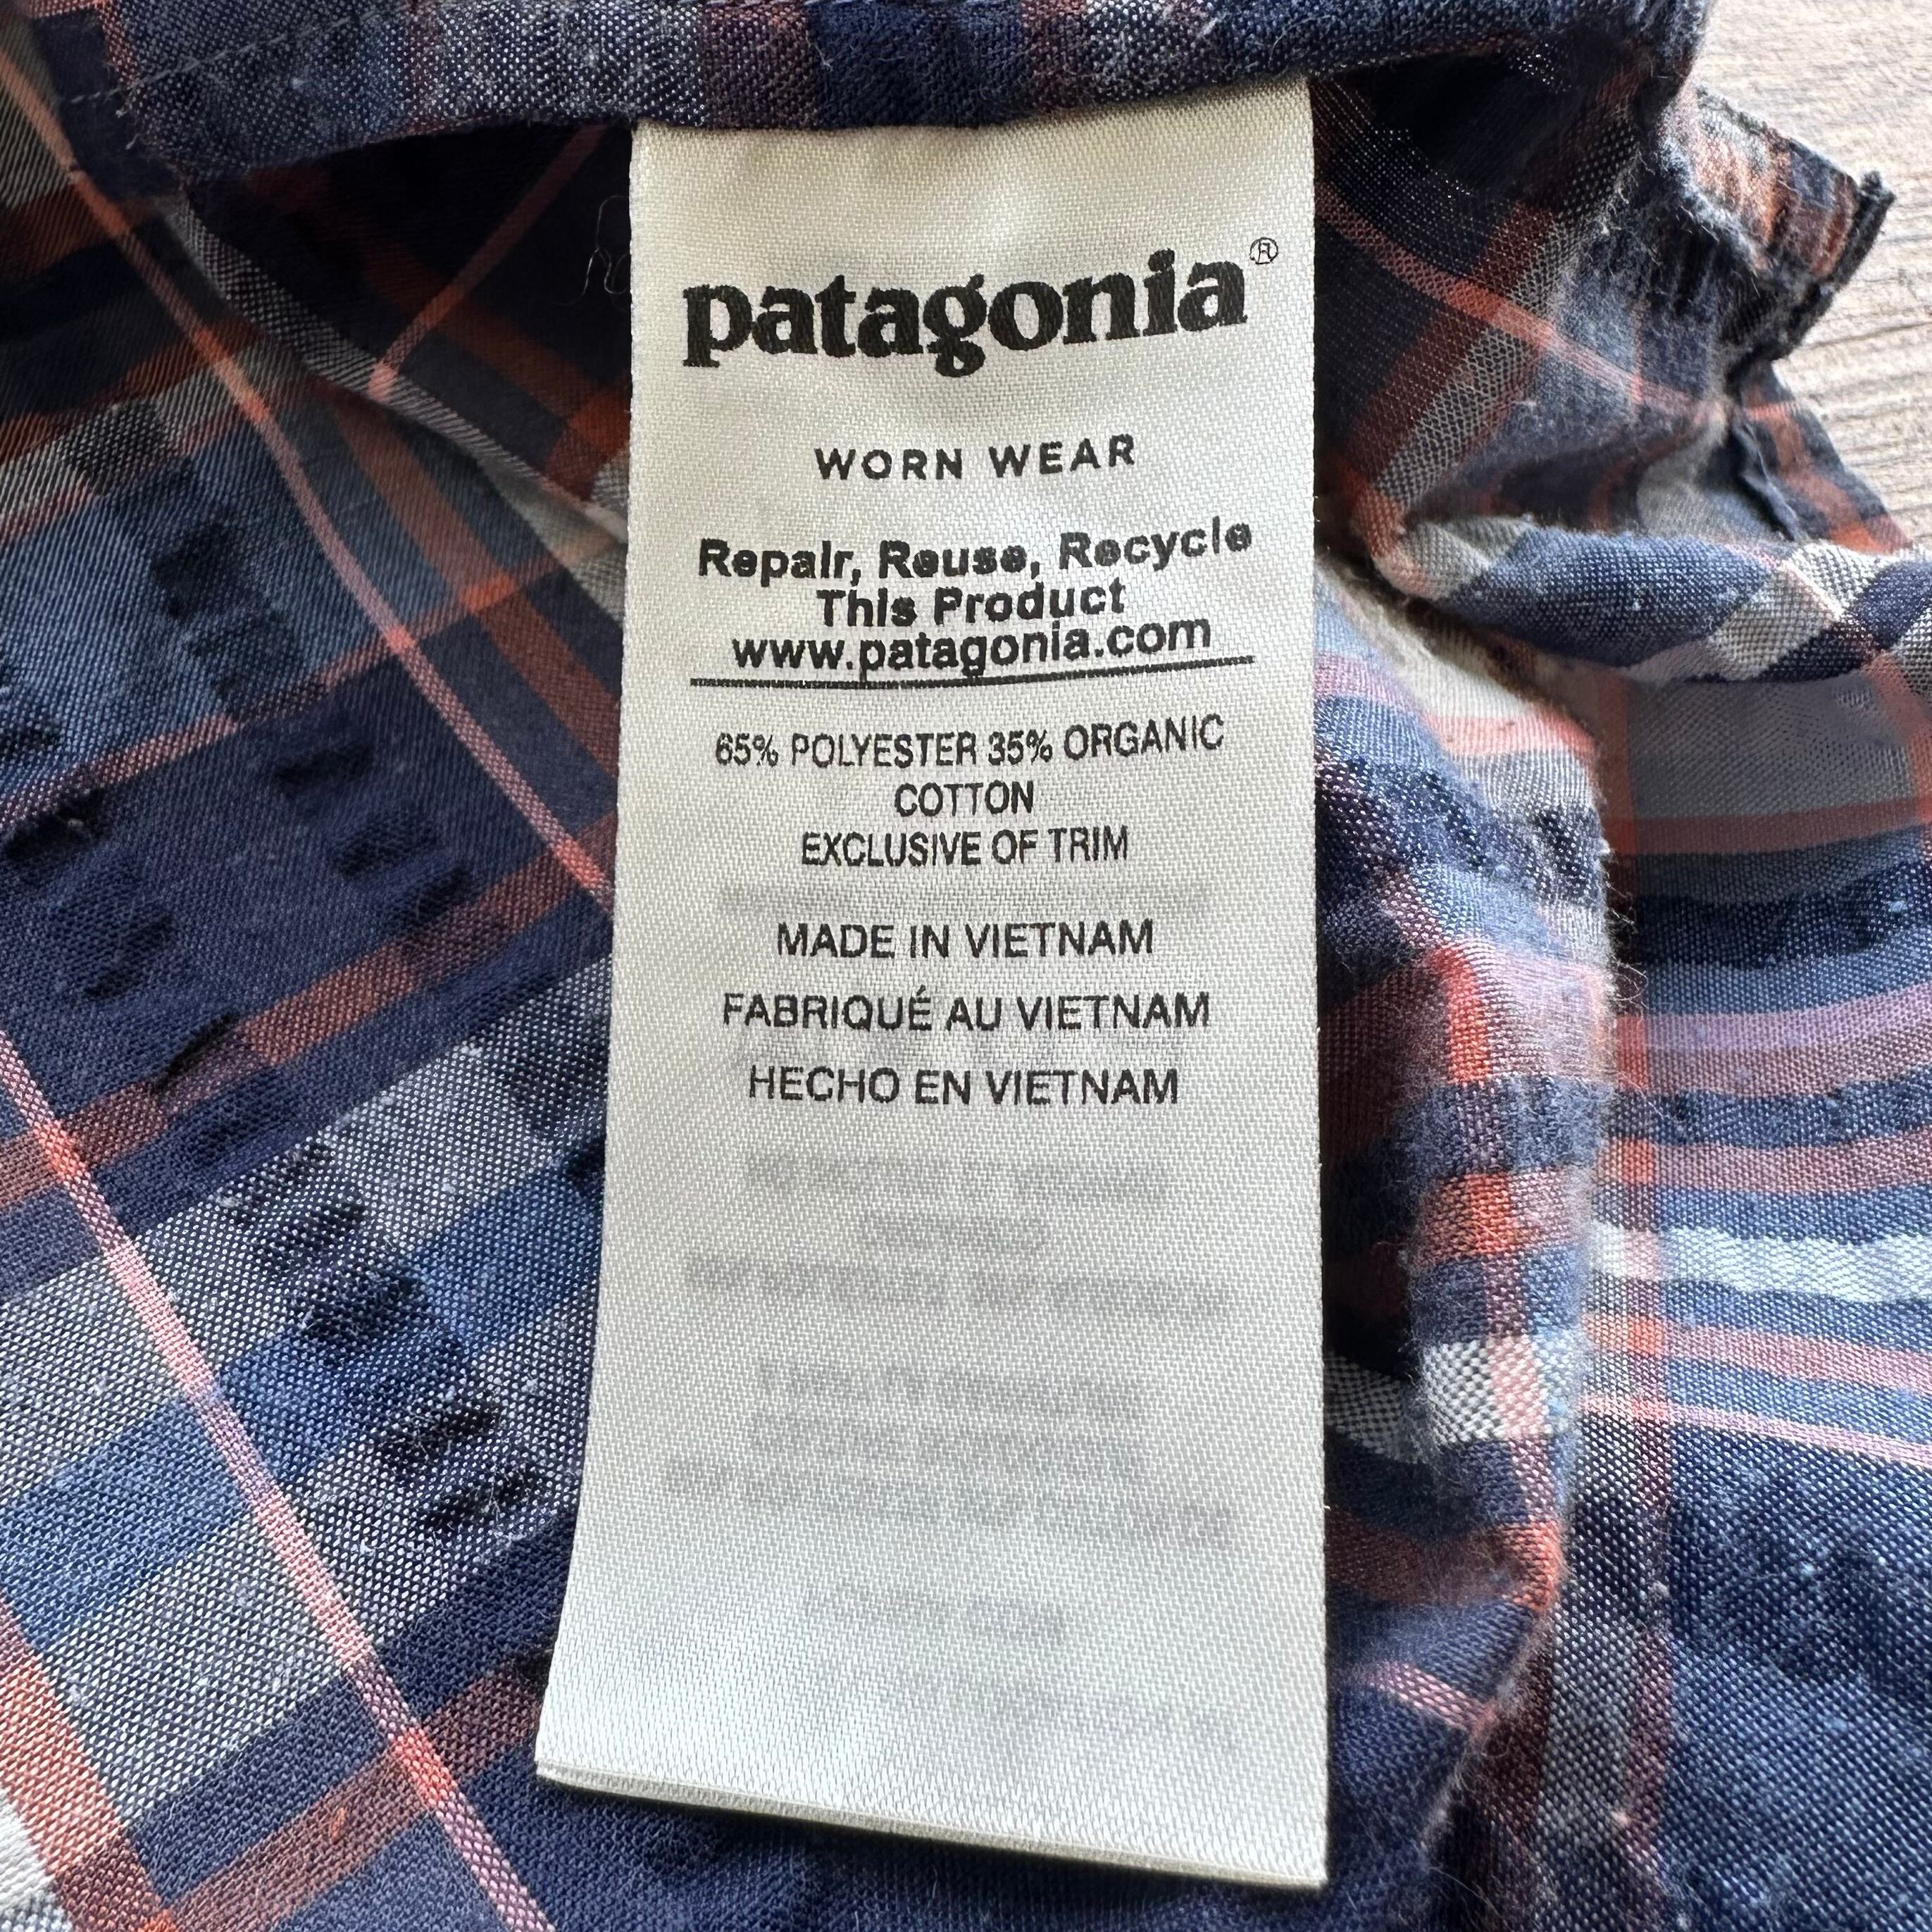 patagonia®
WORN WEAR
Repair, Reuse, Recycle
This Product
www.patagonia.com
65% POLYESTER 35% ORGANIC
COTTON
EXCLUSIVE OF TRIM
MADE IN VIETNAM
FABRIQUÉ AU VIETNAM
HECHO EN VIETNAM